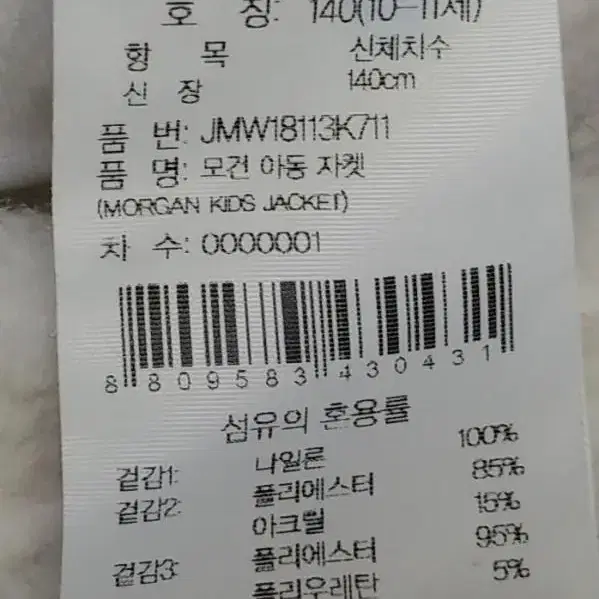 호 칭: 140(10-11세)
항 목 신체치수
신 장 140cm
품 번: JMW18113K711
품 명: 모건 아동 자켓
(MORGAN KIDS JACKET)
차 수: 0000001
8 809583 430431
섬유의 혼용률
겉감1: 나일론 100%
겉감2: 폴리에스터 85%
아크릴 15%
겉감3: 폴리에스터 95%
폴리우레탄 5%